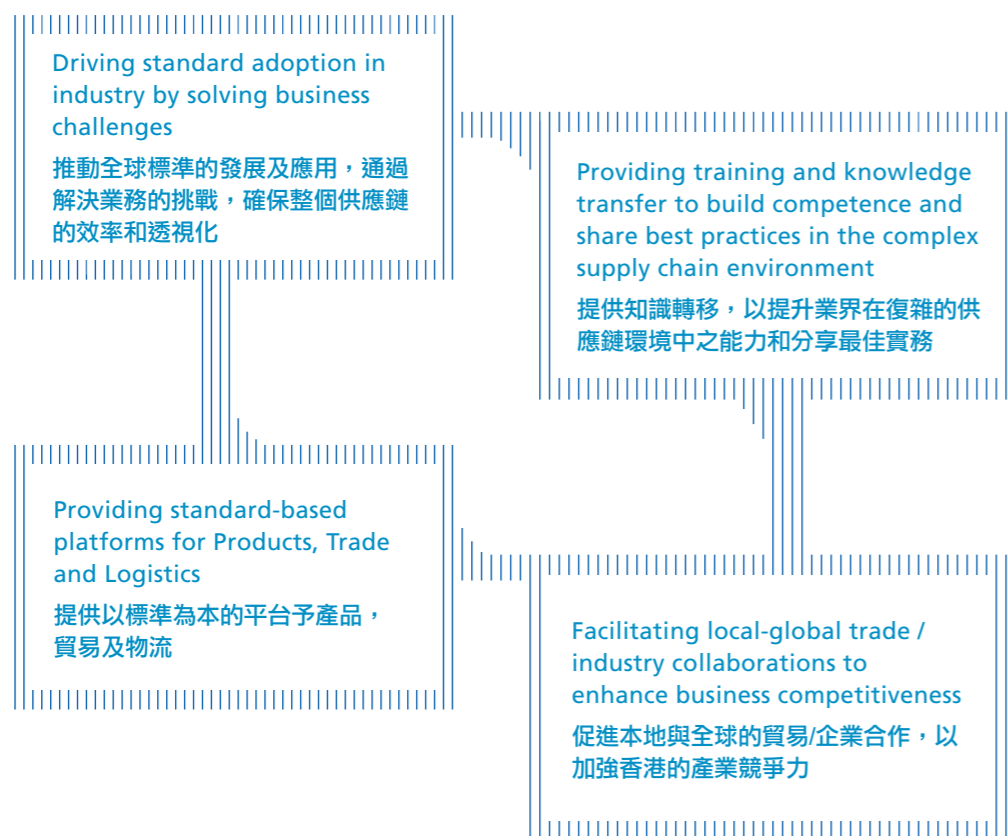 Driving standard adoption in
industry by solving business
challenges
推動全球標準的發展及應用，通過
解決業務的挑戰，確保整個供應鏈
的效率和透視化
Providing training and knowledge
transfer to build competence and
share best practices in the complex
supply chain environment
提供知識轉移，以提升業界在復雜的供
應鏈環境中之能力和分享最佳實務
Providing standard-based
platforms for Products, Trade
and Logistics
提供以標準為本的平台予產品，
貿易及物流
Facilitating local-global trade /
industry collaborations to
enhance business competitiveness
促進本地與全球的貿易/企業合作，以
加強香港的產業競爭力